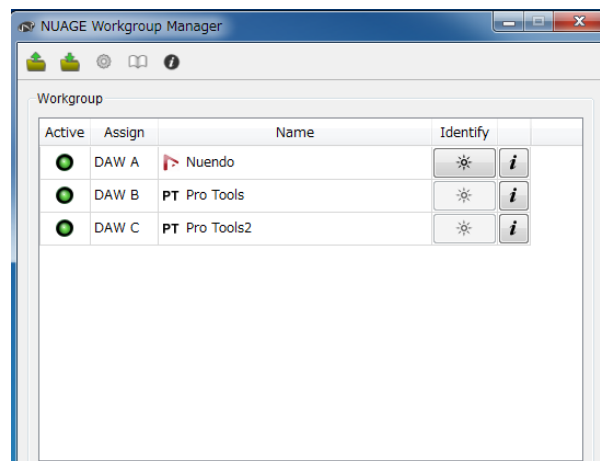 NUAGE Workgroup Manager
Workgroup
Active Assign Name Identify
DAW A Nuendo i
DAW B PT Pro Tools i
DAW C PT Pro Tools2 i